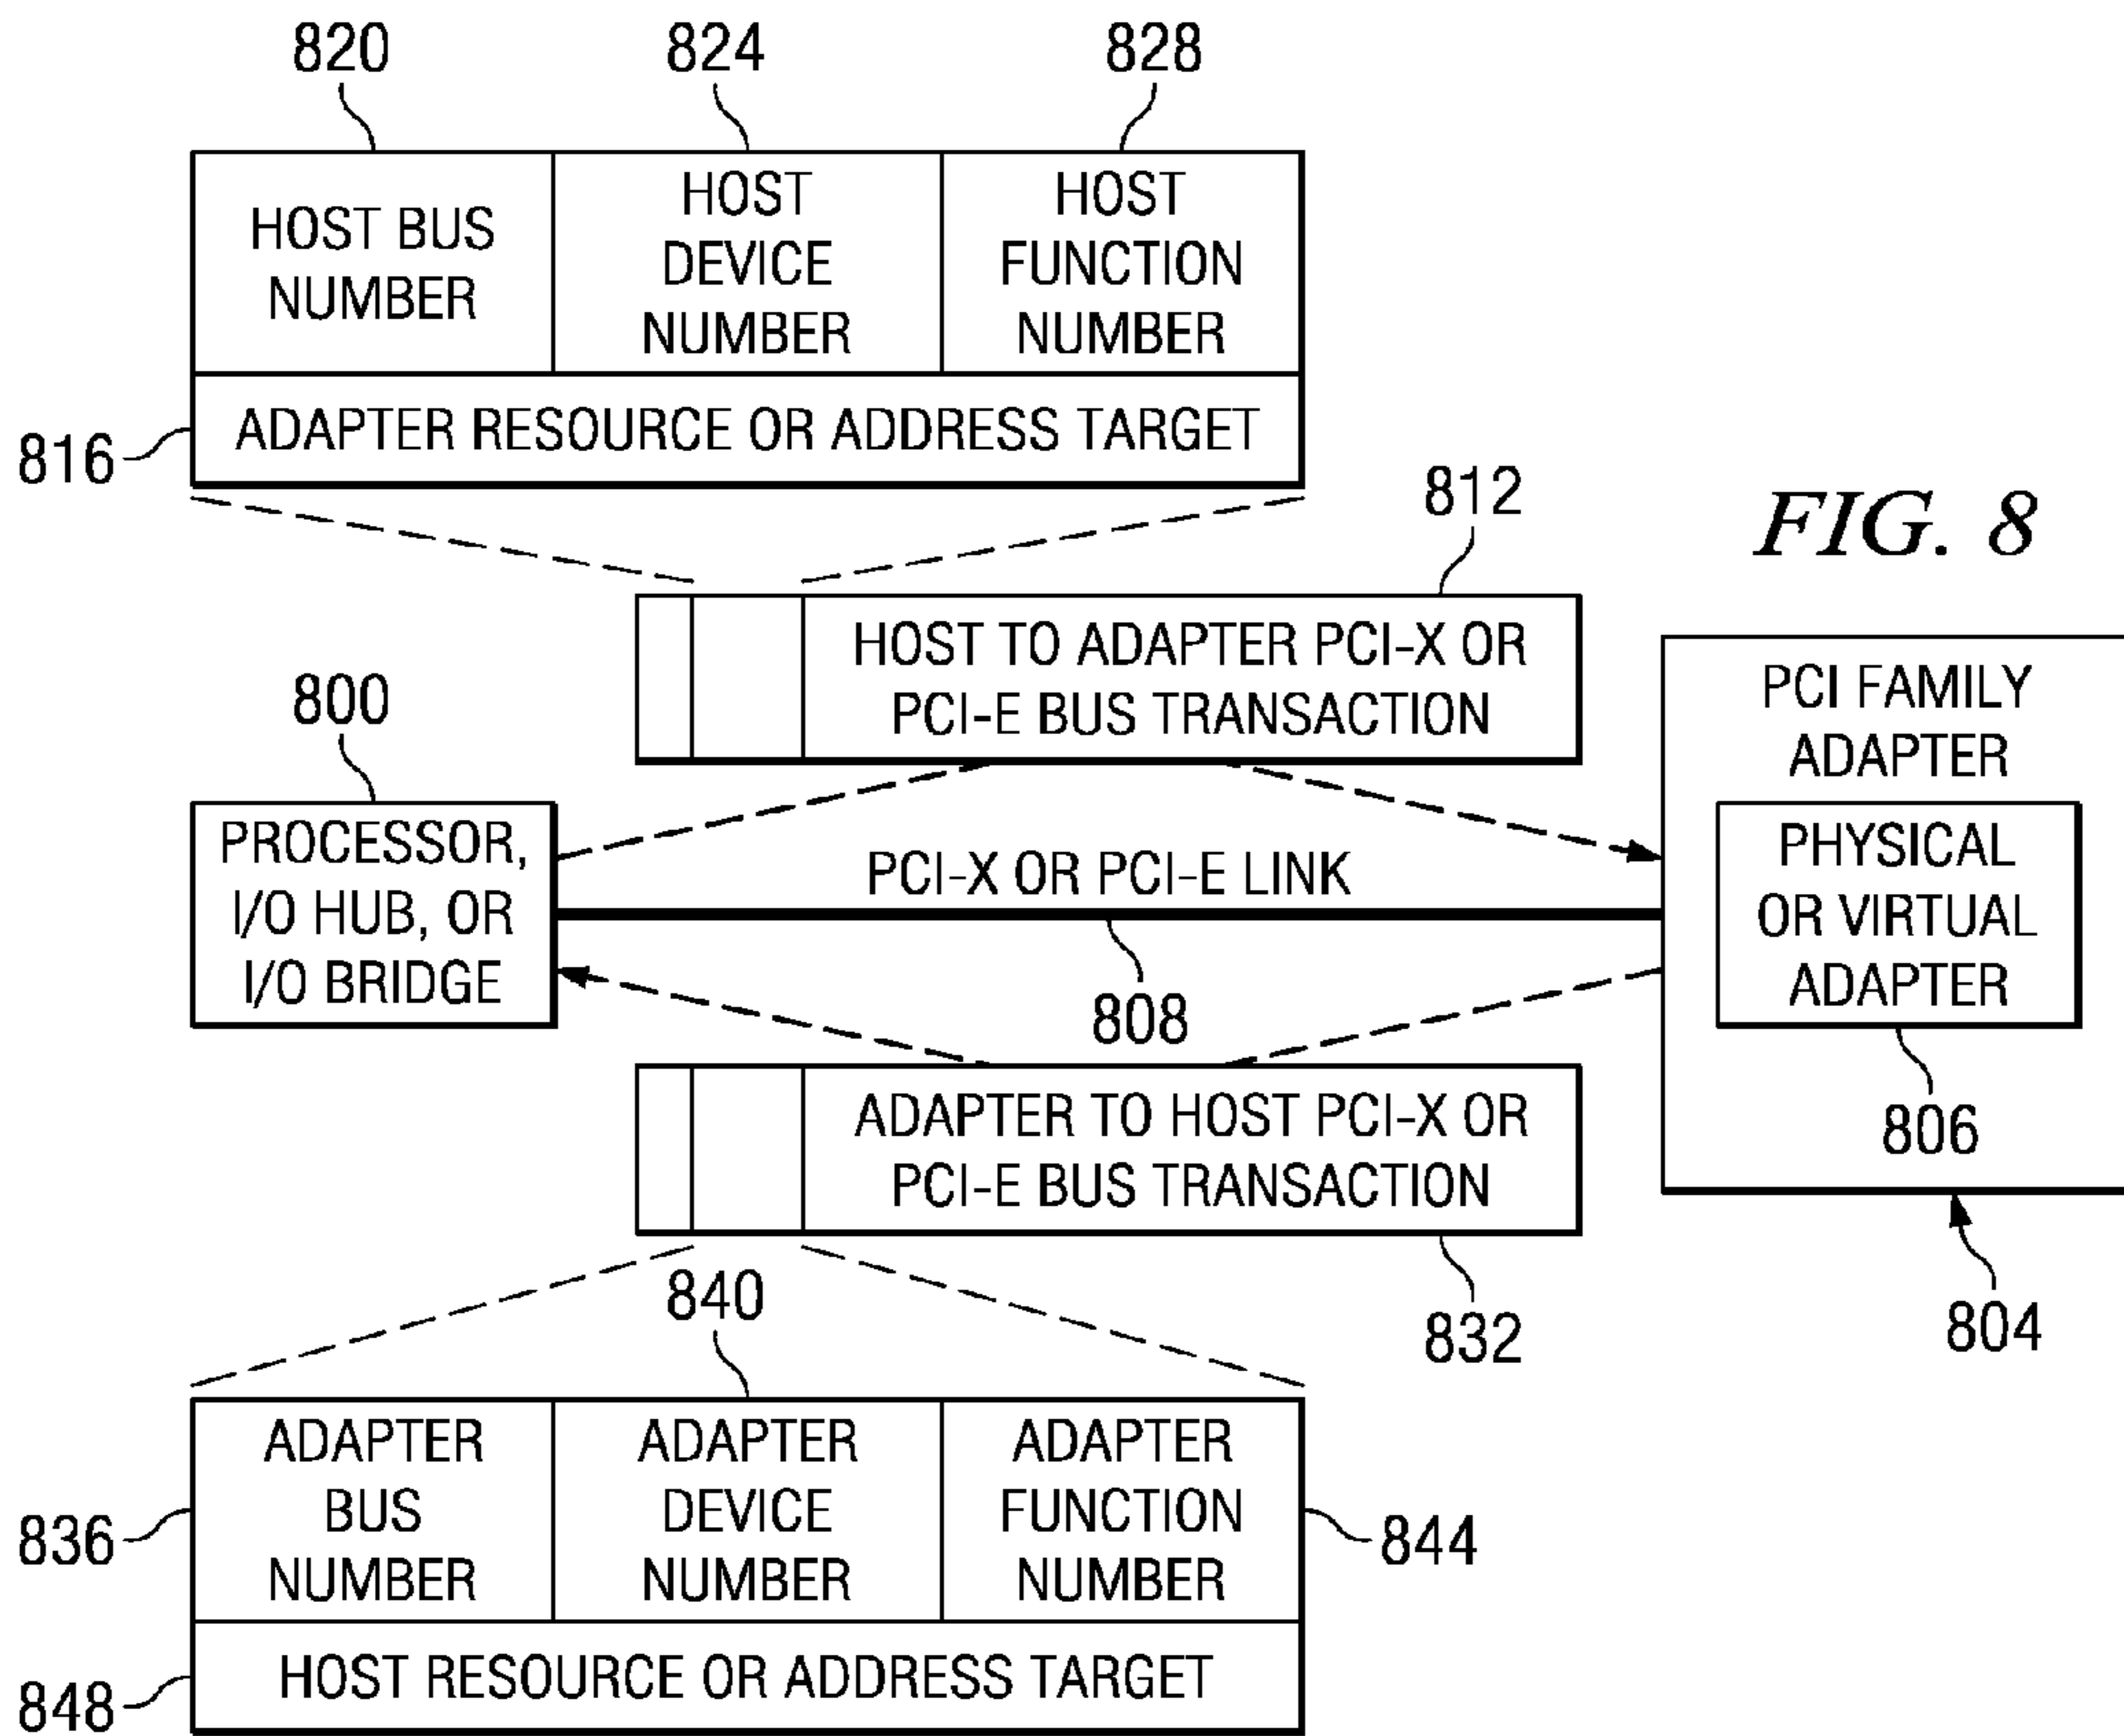 820
824
828
HOST BUS
NUMBER
HOST
DEVICE
NUMBER
HOST
FUNCTION
NUMBER
816
ADAPTER RESOURCE OR ADDRESS TARGET
812
FIG. 8
HOST TO ADAPTER PCI-X OR
PCI-E BUS TRANSACTION
800
PROCESSOR,
I/O HUB, OR
I/O BRIDGE
PCI-X OR PCI-E LINK
808
PCI FAMILY
ADAPTER
PHYSICAL
OR VIRTUAL
ADAPTER
806
804
ADAPTER TO HOST PCI-X OR
PCI-E BUS TRANSACTION
832
840
836
ADAPTER
BUS
NUMBER
ADAPTER
DEVICE
NUMBER
ADAPTER
FUNCTION
NUMBER
844
848
HOST RESOURCE OR ADDRESS TARGET